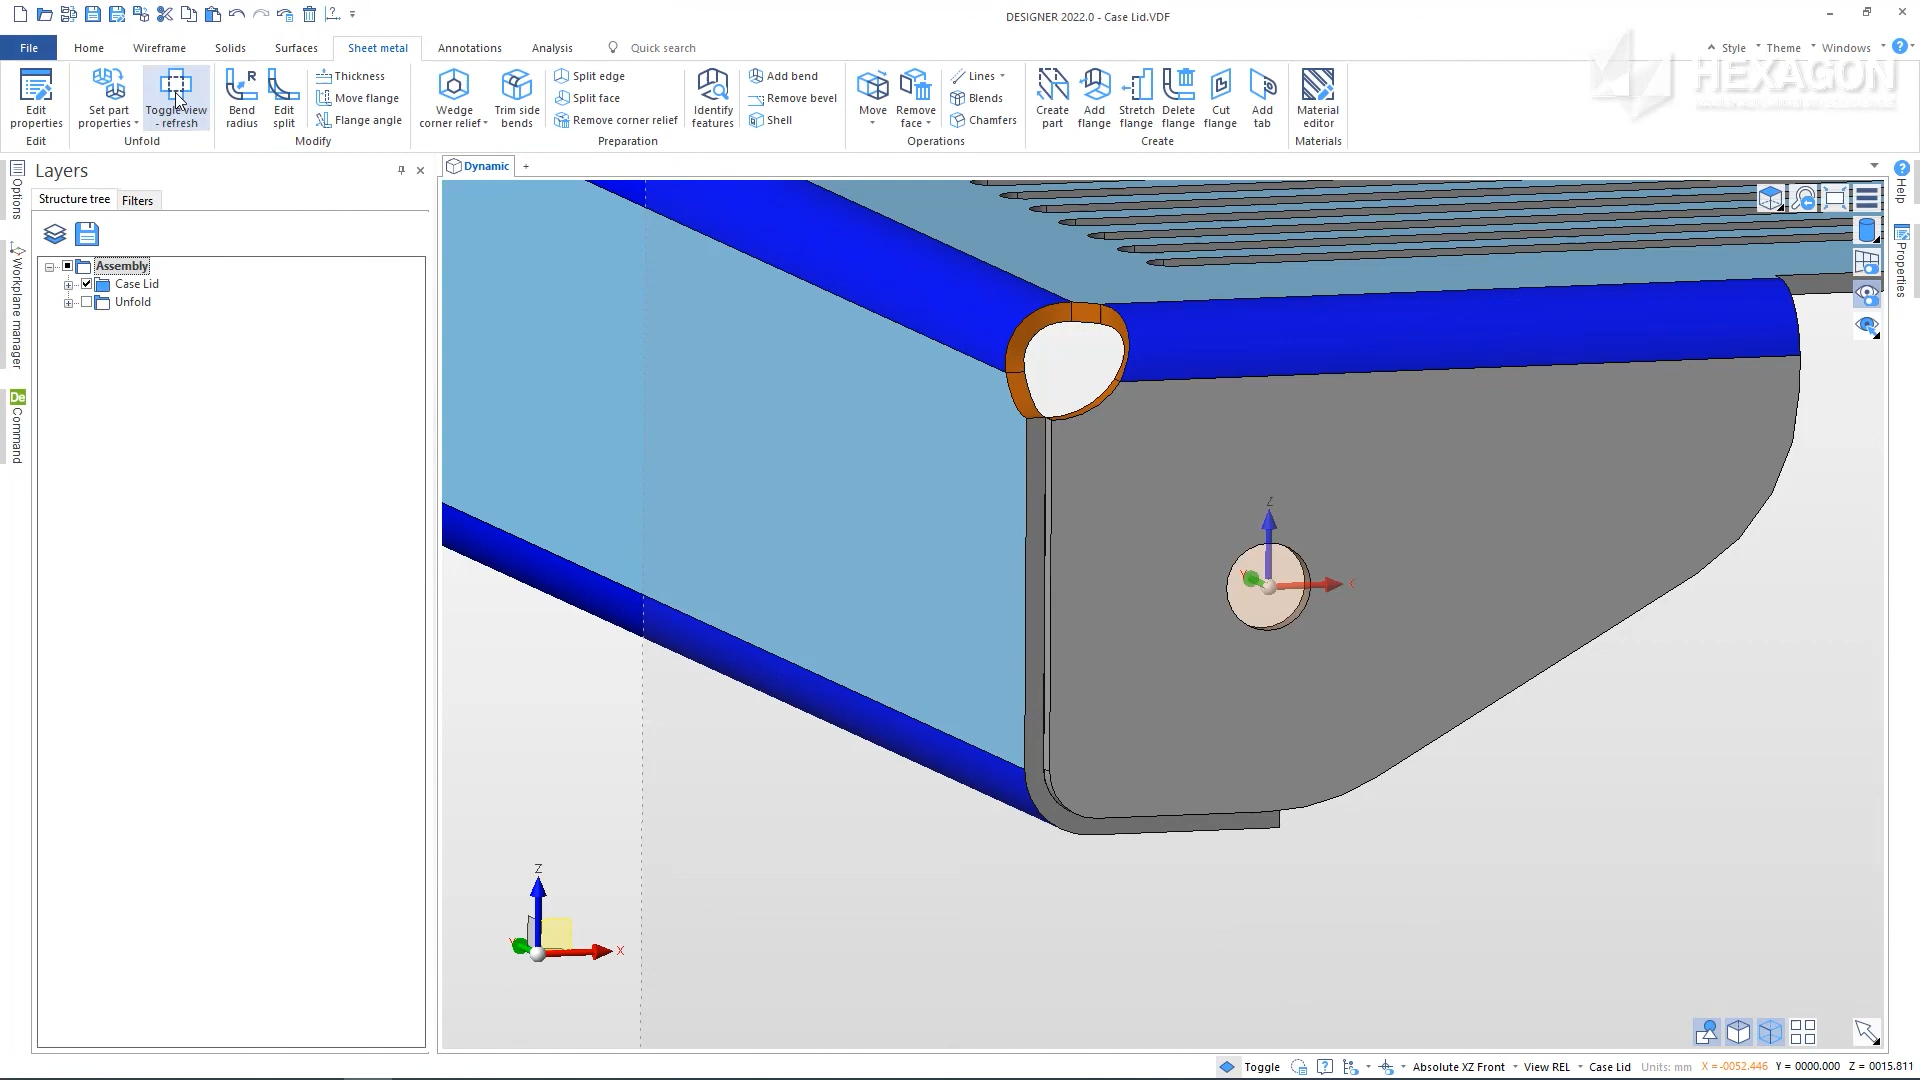 DESIGNER 2022.0 - Case Lid.VDF
File Home Wireframe Solids Surfaces Sheet metal Annotations Analysis Quick search Style Theme Windows
HEXAGON
Edit properties
Set part properties
Toggle view - refresh
Bend radius
Edit split
Thickness
Move flange
Flange angle
Wedge corner relief
Trim side bends
Split edge
Split face
Remove corner relief
Identify features
Add bend
Remove bevel
Shell
Move
Remove face
Lines
Blends
Chamfers
Create part
Add flange
Stretch flange
Delete flange
Cut flange
Add tab
Material editor
Edit Unfold Modify Preparation Operations Create Materials
Layers
Structure tree Filters
Assembly
Case Lid
Unfold
Options
Workplane manager
De Command
Dynamic +
Help
Properties
Z
X
Z
X
Toggle Absolute XZ Front View REL Case Lid Units: mm X = -0052.446 Y = 0000.000 Z = 0015.811